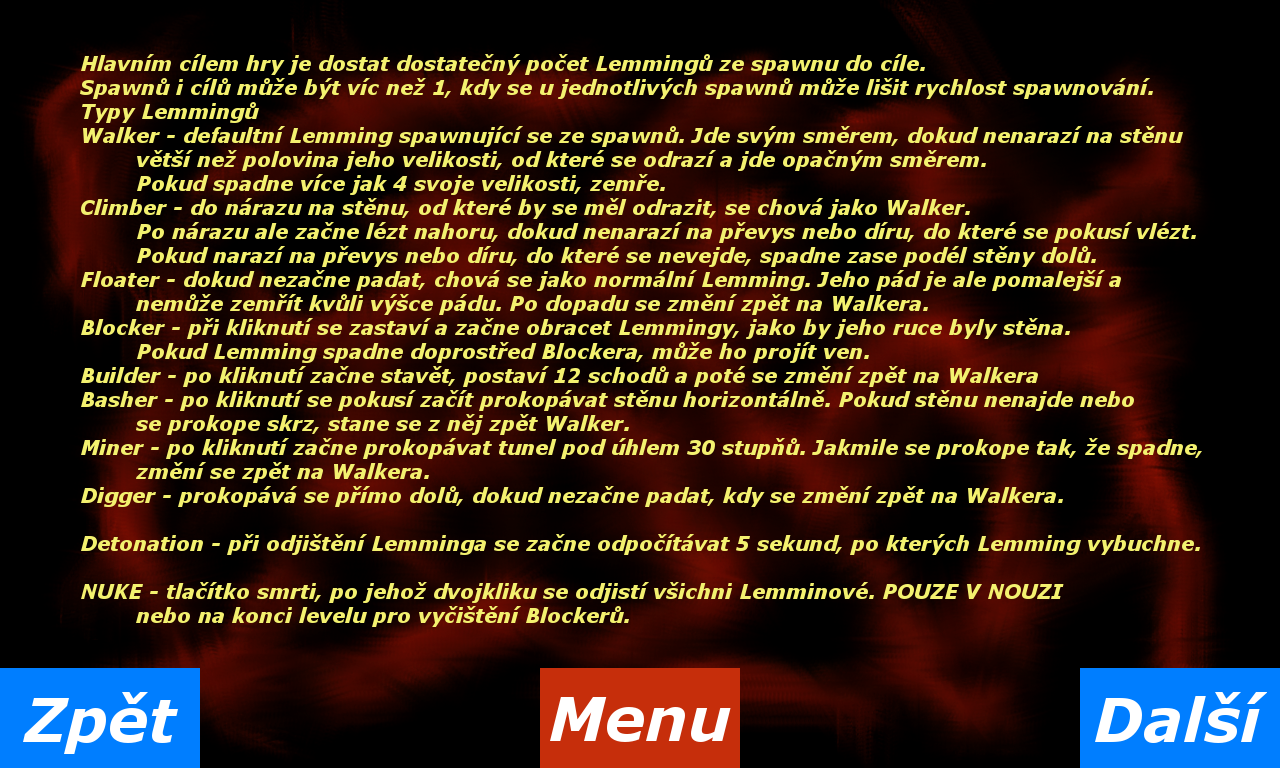 Hlavním cílem hry je dostat dostatečný počet Lemmingů ze spawnu do cíle.
Spawnů i cílů může být víc než 1, kdy se u jednotlivých spawnů může lišit rychlost spawnování.
Typy Lemmingů
Walker - defaultní Lemming spawnující se ze spawnů. Jde svým směrem, dokud nenarazí na stěnu
větší než polovina jeho velikosti, od které se odrazí a jde opačným směrem.
Pokud spadne více jak 4 svoje velikosti, zemře.
Climber - do nárazu na stěnu, od které by se měl odrazit, se chová jako Walker.
Po nárazu ale začne lézt nahoru, dokud nenarazí na převys nebo díru, do které se pokusí vlézt.
Pokud narazí na převys nebo díru, do které se nevejde, spadne zase podél stěny dolů.
Floater - dokud nezačne padat, chová se jako normální Lemming. Jeho pád je ale pomalejší a
nemůže zemřít kvůli výšce pádu. Po dopadu se změní zpět na Walkera.
Blocker - při kliknutí se zastaví a začne obracet Lemmingy, jako by jeho ruce byly stěna.
Pokud Lemming spadne doprostřed Blockera, může ho projít ven.
Builder - po kliknutí začne stavět, postaví 12 schodů a poté se změní zpět na Walkera
Basher - po kliknutí se pokusí začít prokopávat stěnu horizontálně. Pokud stěnu nenajde nebo
se prokope skrz, stane se z něj zpět Walker.
Miner - po kliknutí začne prokopávat tunel pod úhlem 30 stupňů. Jakmile se prokope tak, že spadne,
změní se zpět na Walkera.
Digger - prokopává se přímo dolů, dokud nezačne padat, kdy se změní zpět na Walkera.
Detonation - při odjištění Lemminga se začne odpočítávat 5 sekund, po kterých Lemming vybuchne.
NUKE - tlačítko smrti, po jehož dvojkliku se odjistí všichni Lemminové. POUZE V NOUZI
nebo na konci levelu pro vyčištění Blockerů.
Zpět
Menu
Další